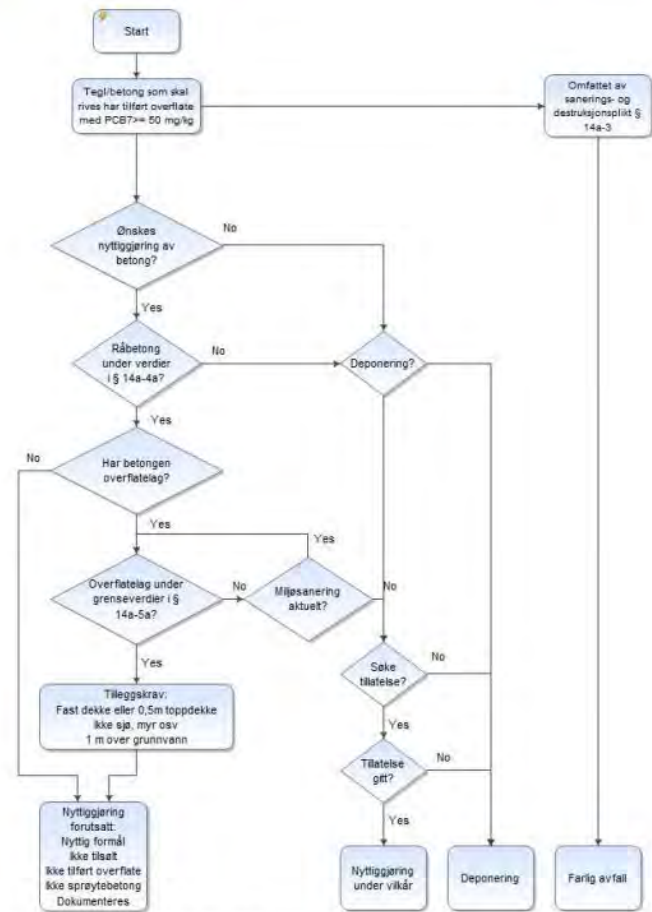 Start
Tegl/betong som skal
rives har tilført overflate
med PCB7>= 50 mg/kg
Omfattet av
sanerings- og
destruksjonsplikt §
14a-3
Ønskes
nyttiggjøring av
betong?
No
Yes
Råbetong
under verdier
i § 14a-4a?
No
Deponering?
Yes
No
Har betongen
overflatelag?
Yes
Yes
Overflatelag under
grenseverdier i §
14a-5a?
No
Miljøsanering
aktuelt?
No
Yes
Søke
tillatelse?
No
Tilleggskrav:
Fast dekke eller 0,5m toppdekke
Ikke sjø, myr osv
1 m over grunnvann
Yes
Tillatelse
gitt?
No
Yes
Nyttiggjøring
forutsatt:
Nyttig formål
Ikke tilsølt
Ikke tilført overflate
Ikke sprøytebetong
Dokumenteres
Nyttiggjøring
under vilkår
Deponering
Farlig avfall